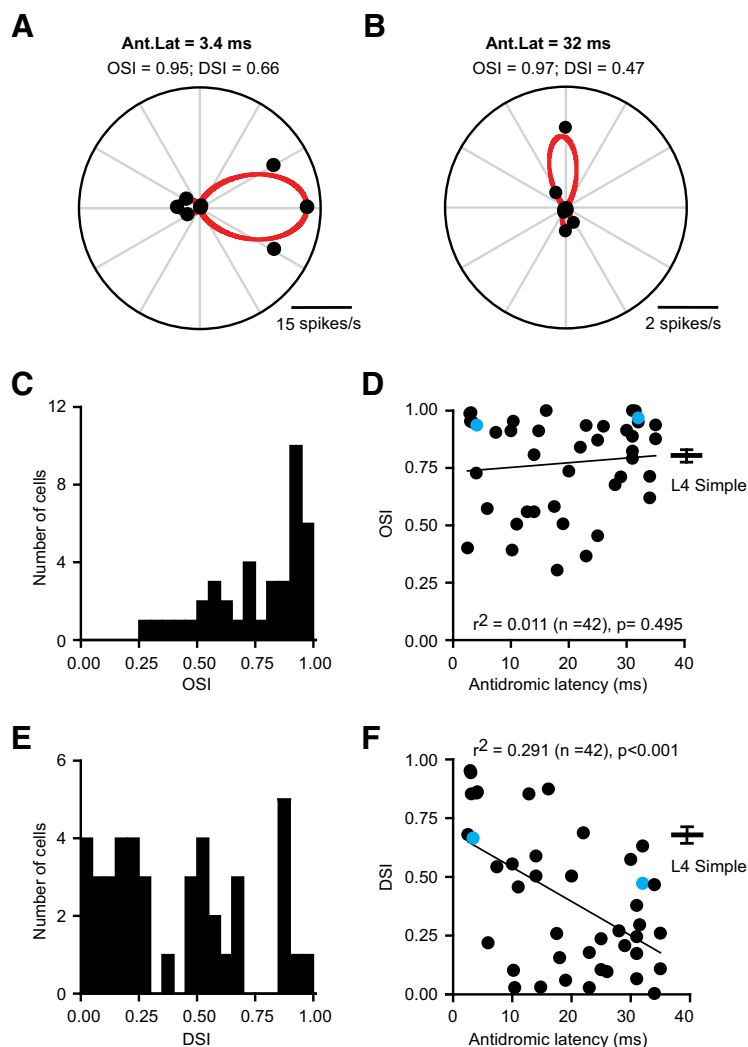 A
Ant.Lat = 3.4 ms
OSI = 0.95; DSI = 0.66
15 spikes/s
B
Ant.Lat = 32 ms
OSI = 0.97; DSI = 0.47
2 spikes/s
C
12
8
4
0
Number of cells
0.00 0.25 0.50 0.75 1.00
OSI
D
1.00
0.75
0.50
0.25
0.00
OSI
L4 Simple
r2 = 0.011 (n =42), p= 0.495
0 10 20 30 40
Antidromic latency (ms)
E
6
4
2
0
Number of cells
0.00 0.25 0.50 0.75 1.00
DSI
F
r2 = 0.291 (n =42), p<0.001
1.00
0.75
0.50
0.25
0.00
DSI
L4 Simple
0 10 20 30 40
Antidromic latency (ms)